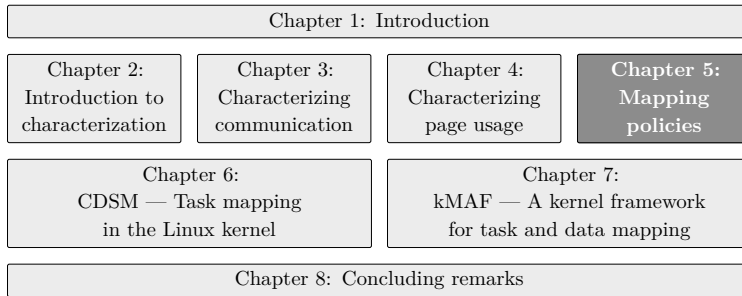 Chapter 1: Introduction
Chapter 2:
Introduction to
characterization
Chapter 3:
Characterizing
communication
Chapter 4:
Characterizing
page usage
Chapter 5:
Mapping
policies
Chapter 6:
CDSM — Task mapping
in the Linux kernel
Chapter 7:
kMAF — A kernel framework
for task and data mapping
Chapter 8: Concluding remarks